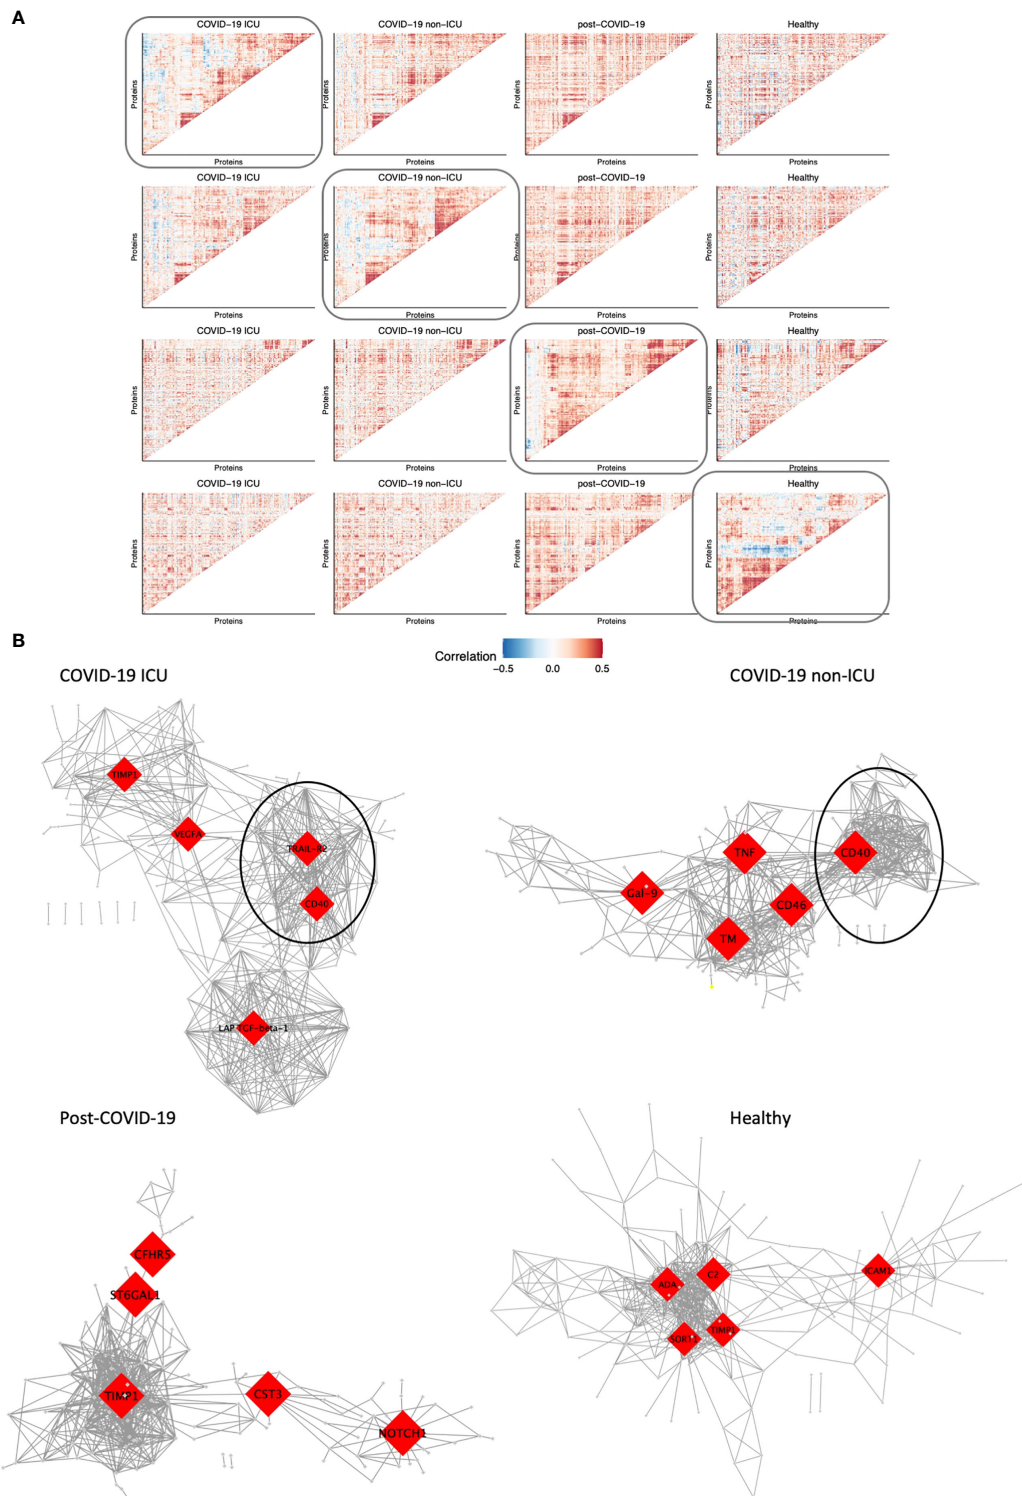 A
COVID−19 ICU
COVID−19 non−ICU
post−COVID−19
Healthy
Proteins
Proteins
Proteins
Proteins
Proteins
Proteins
Proteins
Proteins
COVID−19 ICU
COVID−19 non−ICU
post−COVID−19
Healthy
Proteins
Proteins
Proteins
Proteins
Proteins
Proteins
Proteins
Proteins
COVID−19 ICU
COVID−19 non−ICU
post−COVID−19
Healthy
Proteins
Proteins
Proteins
Proteins
Proteins
Proteins
Proteins
Proteins
COVID−19 ICU
COVID−19 non−ICU
post−COVID−19
Healthy
Proteins
Proteins
Proteins
Proteins
Proteins
Proteins
Proteins
Proteins
B
Correlation
−0.5 0.0 0.5
COVID-19 ICU
TIMP1
VEGFA
TRAIL-R2
CD40
LAP TGF-beta-1
COVID-19 non-ICU
TNF
CD40
Gal-9
CD46
TM
Post-COVID-19
CFHR5
ST6GAL1
TIMP1
CST3
NOTCH1
Healthy
ADA
C2
ICAM1
SORT1
TIMP1